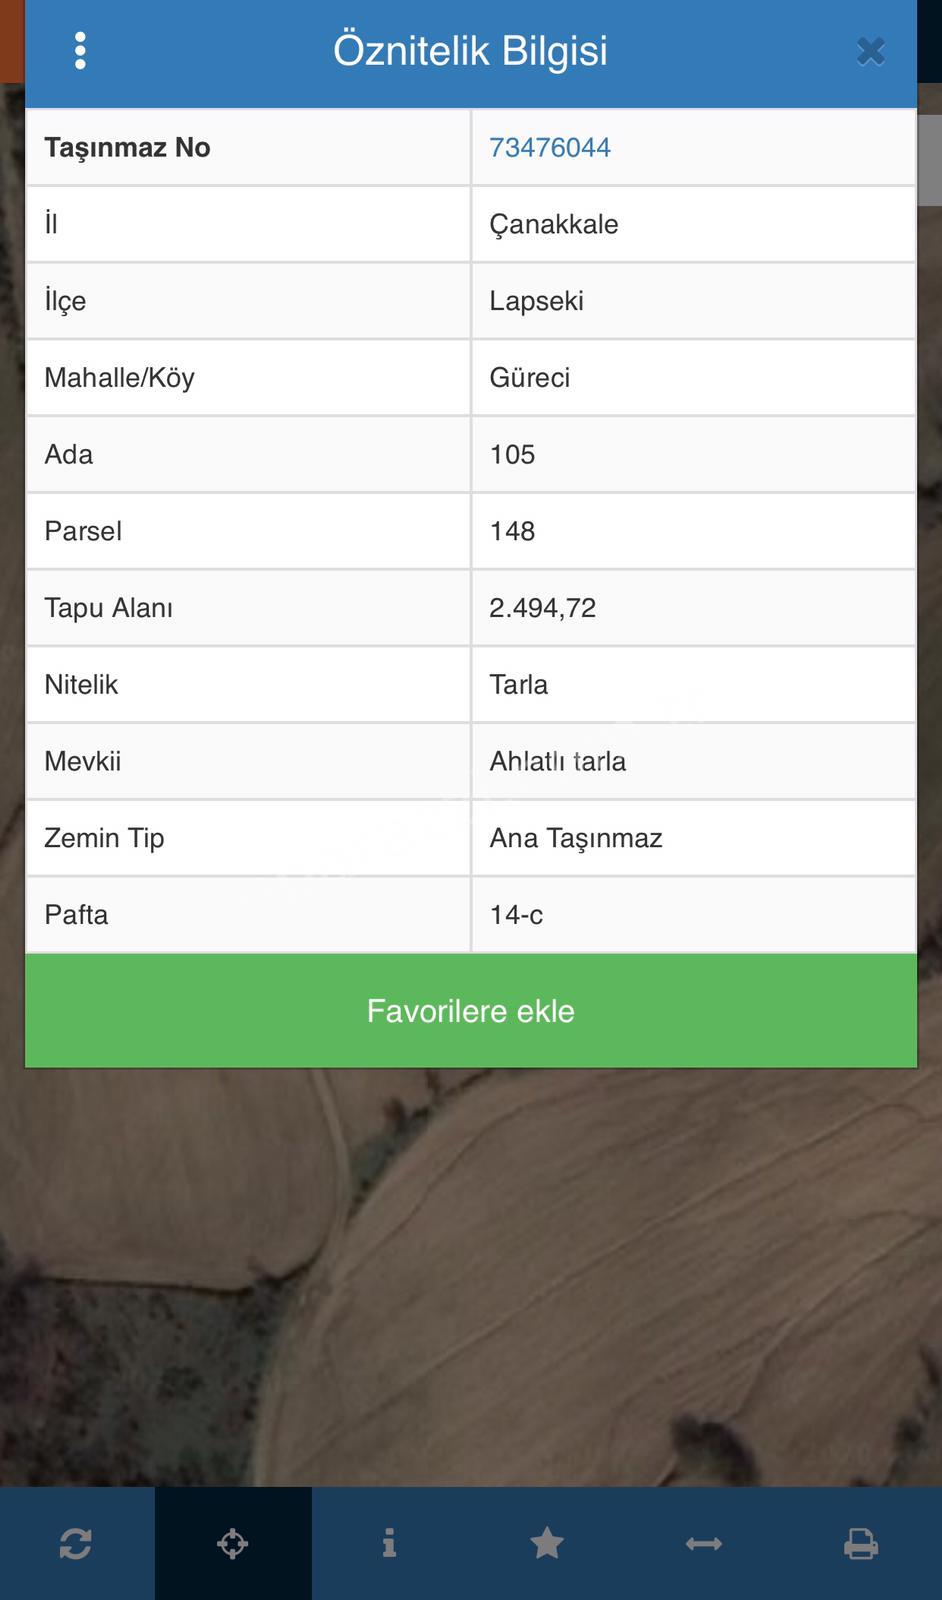 Öznitelik Bilgisi
Taşınmaz No 73476044
İl Çanakkale
İlçe Lapseki
Mahalle/Köy Güreci
Ada 105
Parsel 148
Tapu Alanı 2.494,72
Nitelik Tarla
Mevkii Ahlatlı tarla
Zemin Tip Ana Taşınmaz
Pafta 14-c
Favorilere ekle